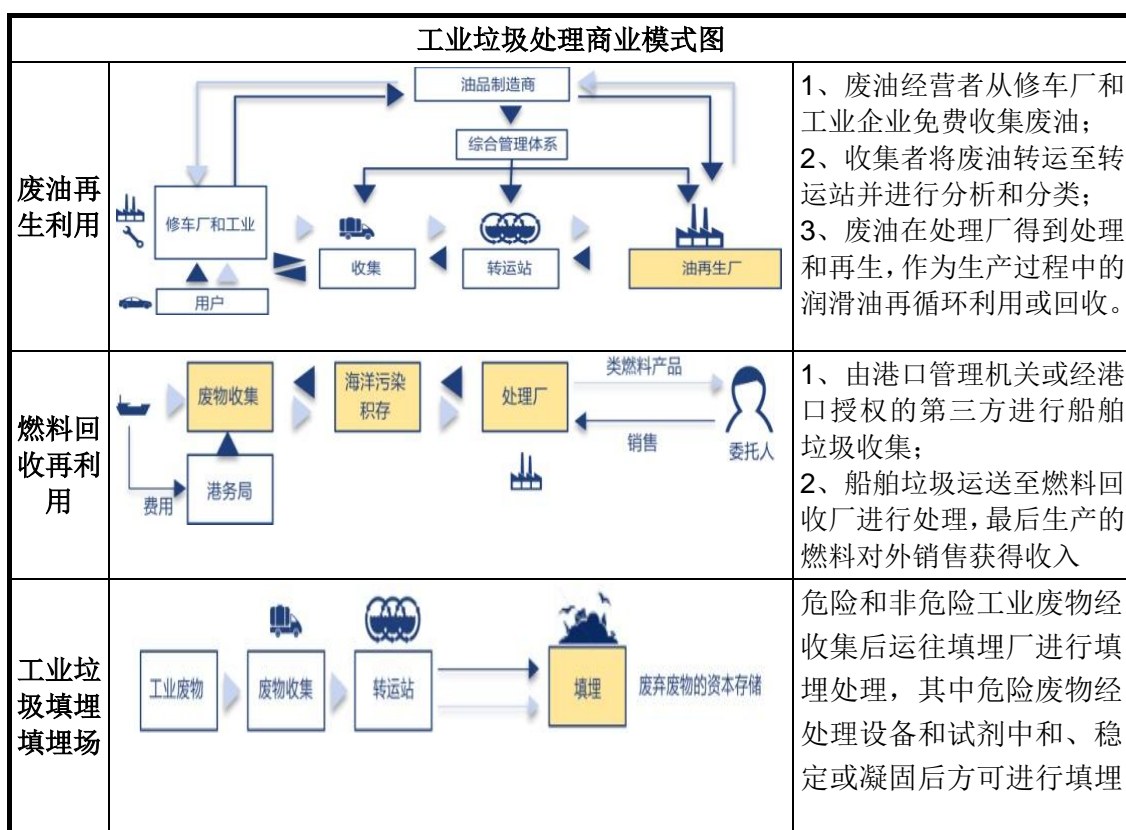 工业垃圾处理商业模式图
废油再
生利用
油品制造商
综合管理体系
修车厂和工业
收集
转运站
油再生厂
用户
1、废油经营者从修车厂和
工业企业免费收集废油；
2、收集者将废油转运至转
运站并进行分析和分类；
3、废油在处理厂得到处理
和再生，作为生产过程中的
润滑油再循环利用或回收。
燃料回
收再利
用
废物收集
海洋污染
积存
处理厂
类燃料产品
销售
委托人
港务局
费用
1、由港口管理机关或经港
口授权的第三方进行船舶
垃圾收集；
2、船舶垃圾运送至燃料回
收厂进行处理，最后生产的
燃料对外销售获得收入
工业垃
圾填埋
填埋场
工业废物
废物收集
转运站
填埋
废弃废物的资本存储
危险和非危险工业废物经
收集后运往填埋厂进行填
埋处理，其中危险废物经
处理设备和试剂中和、稳
定或凝固后方可进行填埋